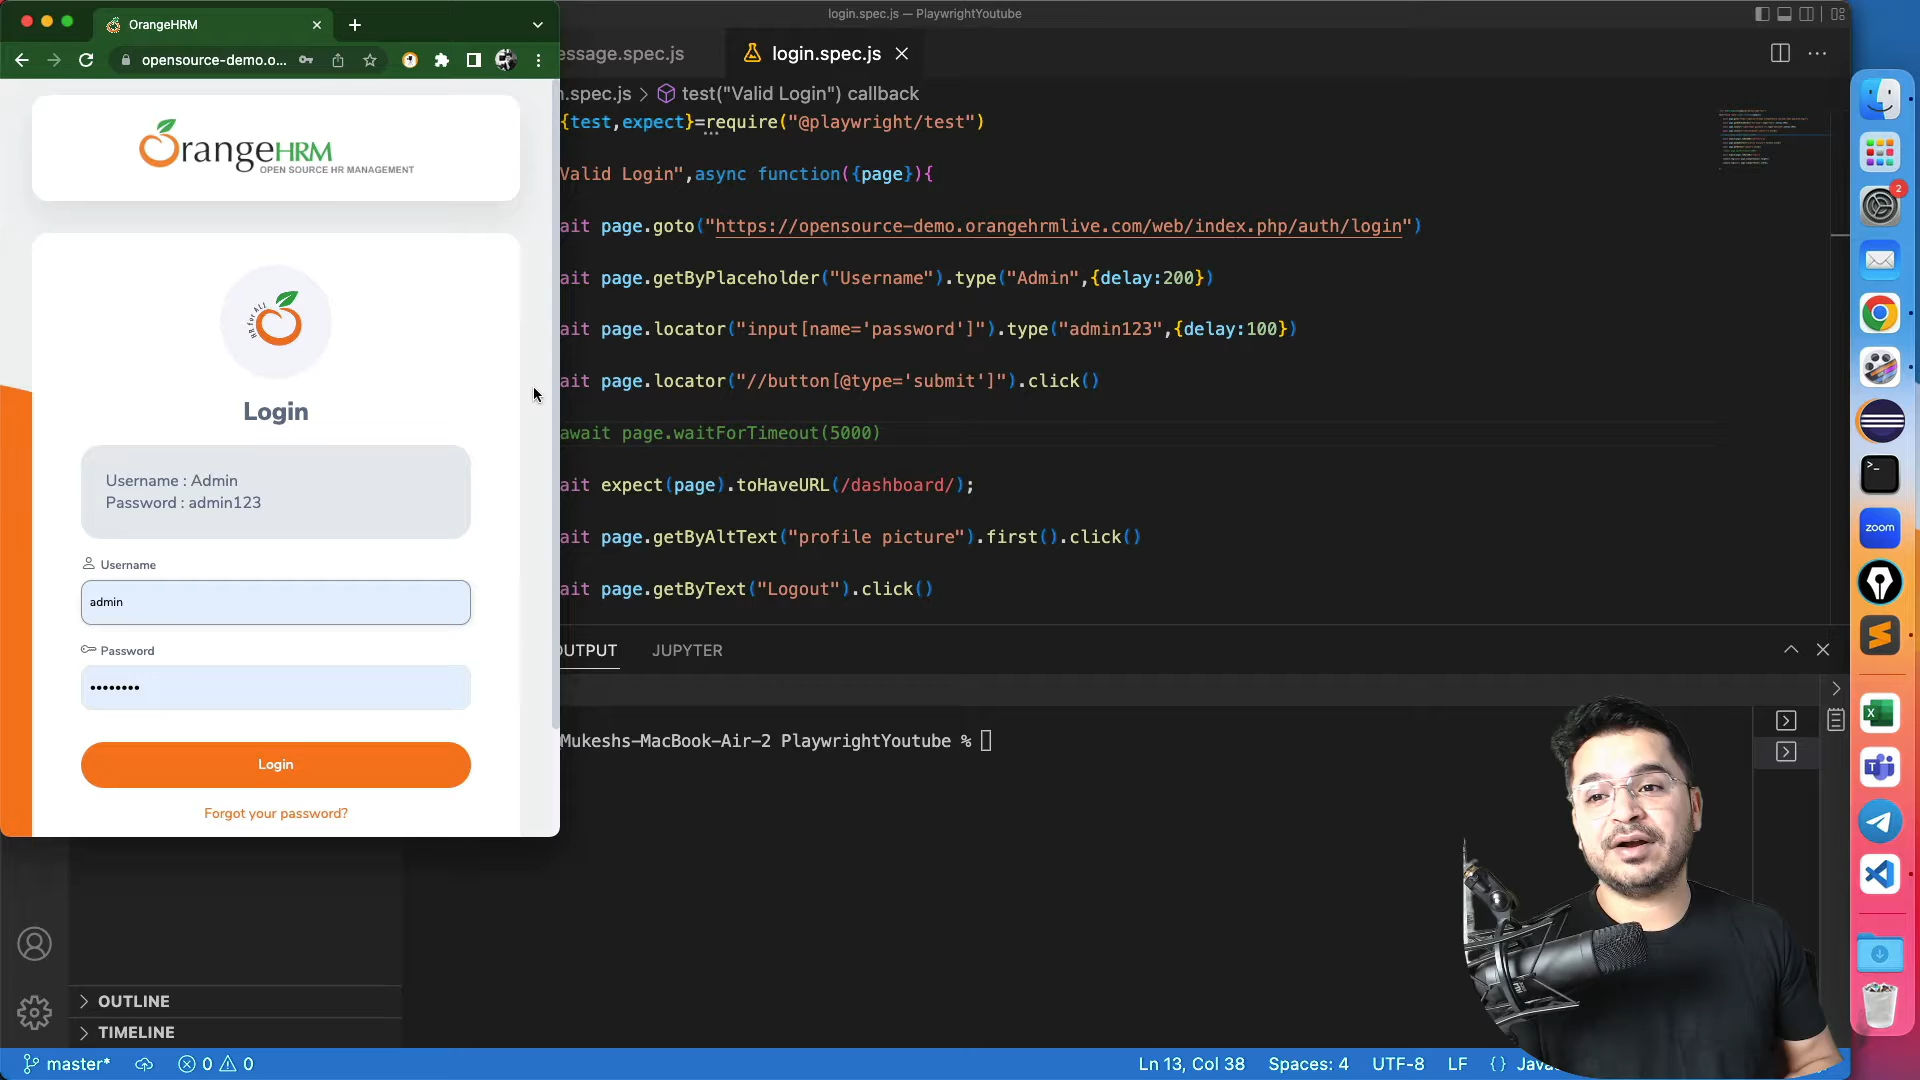 OrangeHRM
login.spec.js — PlaywrightYoutube
opensource-demo.o...
essage.spec.js
login.spec.js
n.spec.js > test("Valid Login") callback
OrangeHRM
OPEN SOURCE HR MANAGEMENT
HR for ALL
Login
Username : Admin
Password : admin123
Username
admin
Password
••••••••
Login
Forgot your password?
{test,expect}=require("@playwright/test")
Valid Login",async function({page}){
ait page.goto("https://opensource-demo.orangehrmlive.com/web/index.php/auth/login")
ait page.getByPlaceholder("Username").type("Admin",{delay:200})
ait page.locator("input[name='password']").type("admin123",{delay:100})
ait page.locator("//button[@type='submit']").click()
await page.waitForTimeout(5000)
ait expect(page).toHaveURL(/dashboard/);
ait page.getByAltText("profile picture").first().click()
ait page.getByText("Logout").click()
OUTPUT
JUPYTER
Mukeshs-MacBook-Air-2 PlaywrightYoutube %
OUTLINE
TIMELINE
master*
0
0
Ln 13, Col 38
Spaces: 4
UTF-8
LF
{}
Java
2
zoom